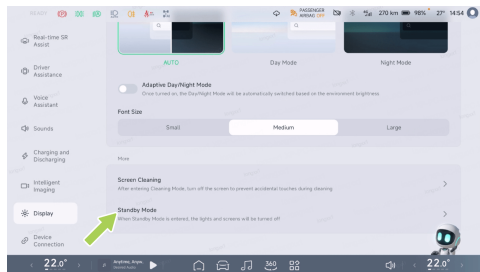 READY
PASSENGER
AIRBAG OFF
270 km
98%
27°
14:54
Real-time SR
Assist
Driver
Assistance
Voice
Assistant
Sounds
Charging and
Discharging
Intelligent
Imaging
Display
Device
Connection
AUTO
Day Mode
Night Mode
Adaptive Day/Night Mode
Once turned on, the Day/Night Mode will be automatically switched based on the environment brightness
Font Size
Small
Medium
Large
More
Screen Cleaning
After entering Cleaning Mode, turn off the screen to prevent accidental touches during cleaning
Standby Mode
When Standby Mode is entered, the lights and screens will be turned off
22.0°
Anytime, Anyw..
360
22.0°